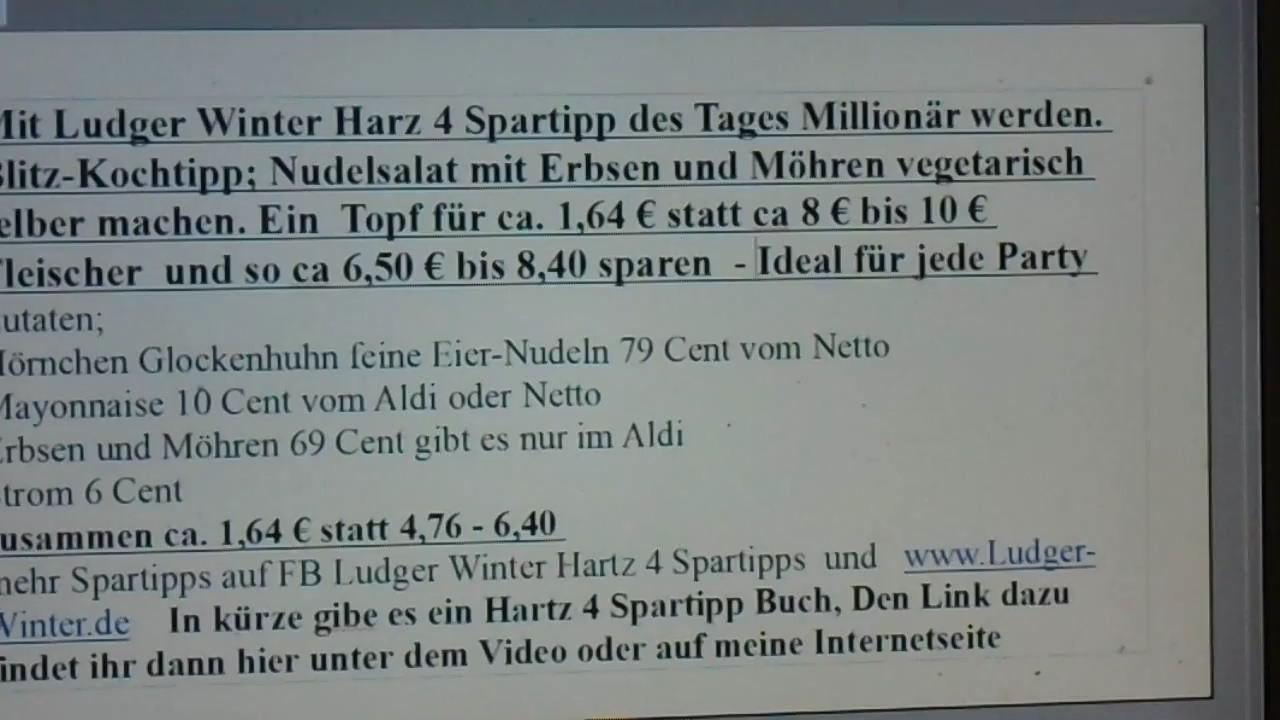 Mit Ludger Winter Harz 4 Spartipp des Tages Millionär werden.
Blitz-Kochtipp; Nudelsalat mit Erbsen und Möhren vegetarisch
elber machen. Ein Topf für ca. 1,64 € statt ca 8 € bis 10 €
Fleischer und so ca 6,50 € bis 8,40 sparen - Ideal für jede Party
utaten;
Hörnchen Glockenhuhn feine Eier-Nudeln 79 Cent vom Netto
Mayonnaise 10 Cent vom Aldi oder Netto
Erbsen und Möhren 69 Cent gibt es nur im Aldi
trom 6 Cent
usammen ca. 1,64 € statt 4,76 - 6,40
mehr Spartipps auf FB Ludger Winter Hartz 4 Spartipps und www.Ludger-
Winter.de In kürze gibe es ein Hartz 4 Spartipp Buch, Den Link dazu
findet ihr dann hier unter dem Video oder auf meine Internetseite